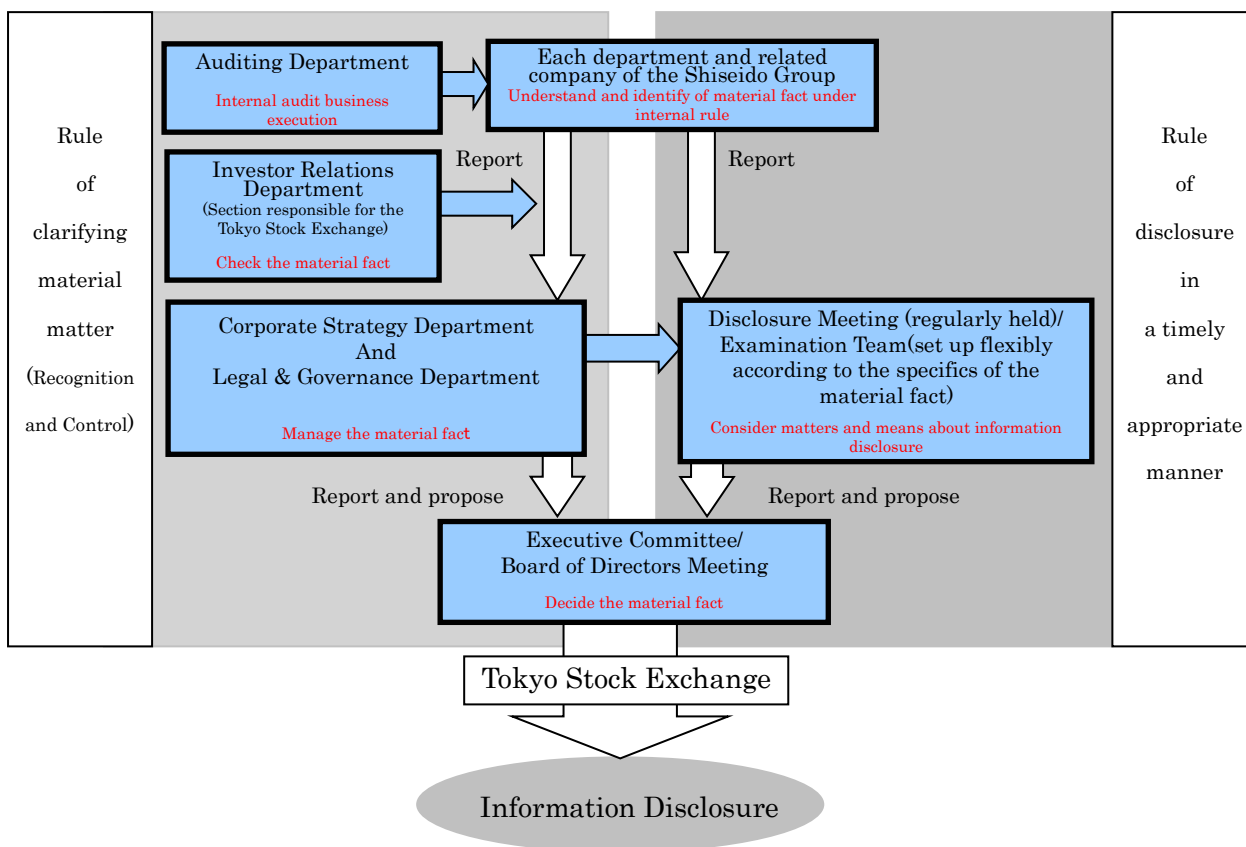 Rule
of
clarifying
material
matter
(Recognition
and Control)
Auditing Department
Internal audit business
execution
Each department and related
company of the Shiseido Group
Understand and identify of material fact under
internal rule
Report
Report
Investor Relations
Department
(Section responsible for the
Tokyo Stock Exchange)
Check the material fact
Corporate Strategy Department
And
Legal & Governance Department
Manage the material fact
Disclosure Meeting (regularly held)/
Examination Team(set up flexibly
according to the specifics of the
material fact)
Consider matters and means about information
disclosure
Report and propose
Report and propose
Executive Committee/
Board of Directors Meeting
Decide the material fact
Tokyo Stock Exchange
Information Disclosure
Rule
of
disclosure
in
a timely
and
appropriate
manner